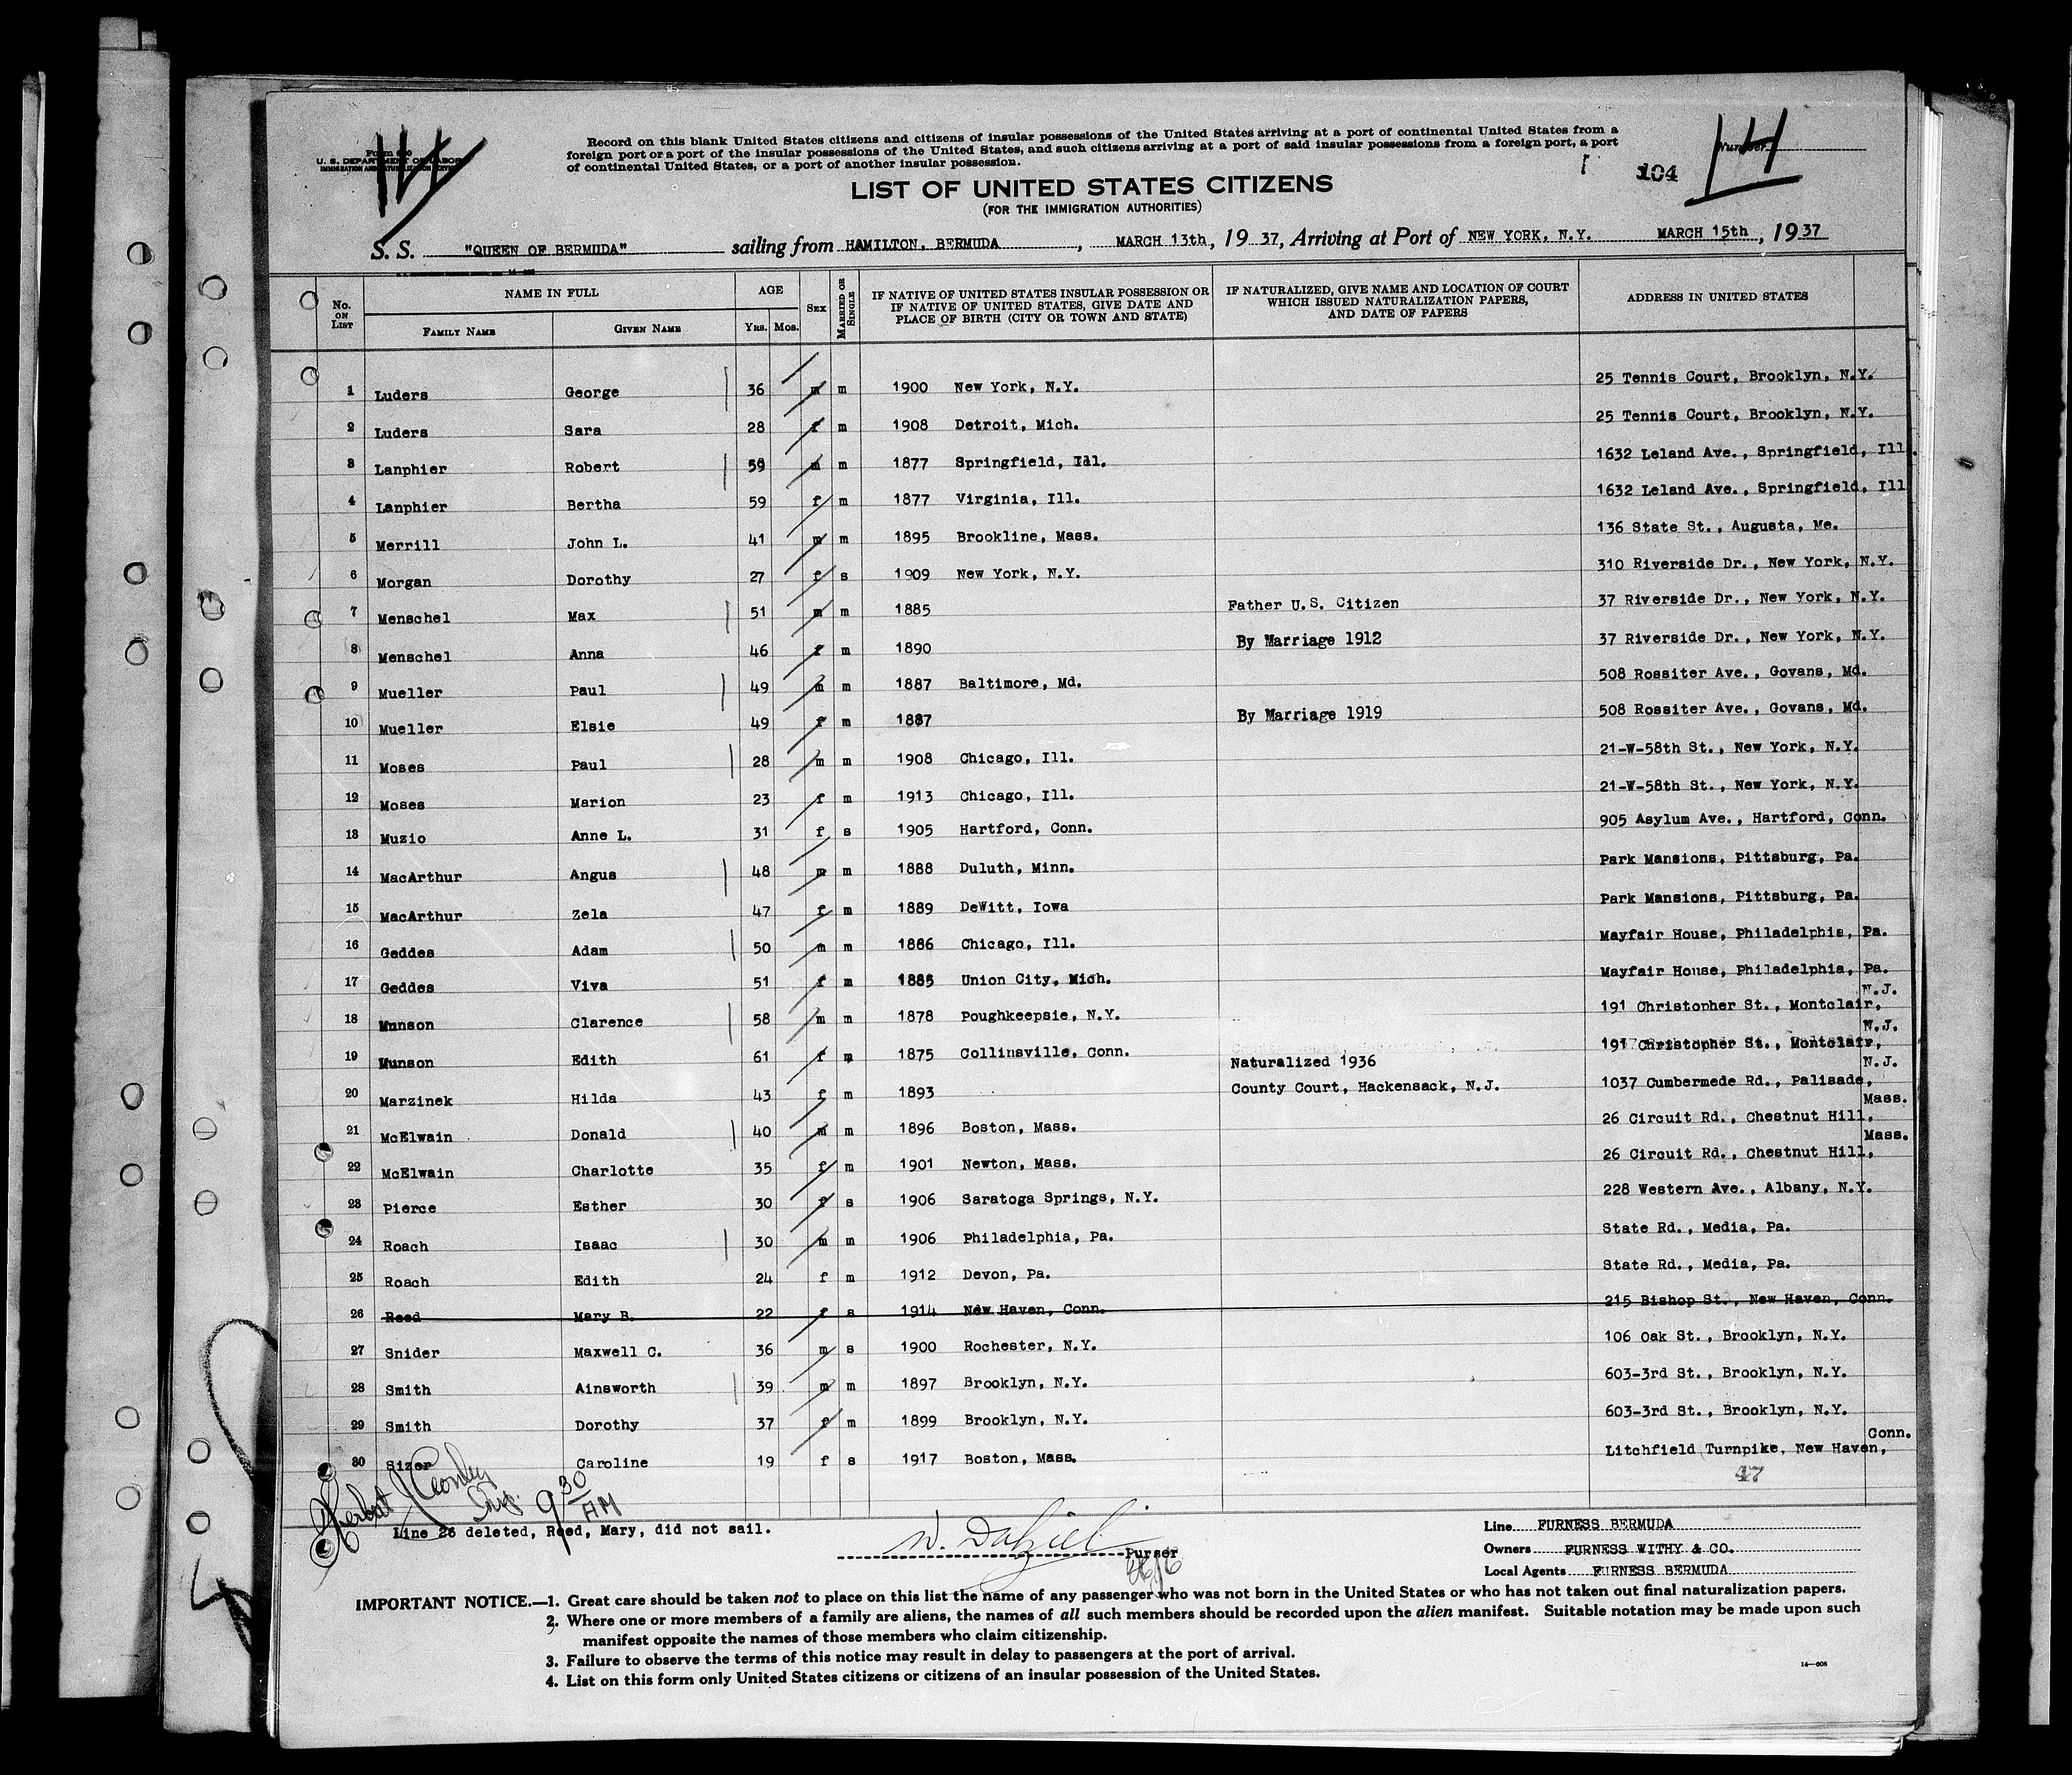 Record on this blank United States citizens and citizens of insular possessions of the United States arriving at a port of continental United States from a
foreign port or a port of the insular possessions of the United States, and such citizens arriving at a port of said insular possessions from a foreign port, a port
of continental United States, or a port of another insular possession.
U. S. DEPARTMENT OF LABOR
IMMIGRATION AND NATURALIZATION SERVICE
Number
14
104
14
LIST OF UNITED STATES CITIZENS
(FOR THE IMMIGRATION AUTHORITIES)
S. S. "QUEEN OF BERMUDA" sailing from HAMILTON, BERMUDA, MARCH 13th, 19 37, Arriving at Port of NEW YORK, N.Y. MARCH 15th, 19 37
No. ON LIST NAME IN FULL AGE SEX MARRIED OR SINGLE IF NATIVE OF UNITED STATES INSULAR POSSESSION OR IF NATIVE OF UNITED STATES, GIVE DATE AND PLACE OF BIRTH (CITY OR TOWN AND STATE) IF NATURALIZED, GIVE NAME AND LOCATION OF COURT WHICH ISSUED NATURALIZATION PAPERS, AND DATE OF PAPERS ADDRESS IN UNITED STATES
FAMILY NAME GIVEN NAME YRS. MOS.
1 Luders George 36 m m 1900 New York, N.Y. 25 Tennis Court, Brooklyn, N.Y.
2 Luders Sara 28 f m 1908 Detroit, Mich. 25 Tennis Court, Brooklyn, N.Y.
3 Lanphier Robert 59 m m 1877 Springfield, Ill. 1632 Leland Ave., Springfield, Ill.
4 Lanphier Bertha 59 f m 1877 Virginia, Ill. 1632 Leland Ave., Springfield, Ill
5 Merrill John L. 41 m m 1895 Brookline, Mass. 136 State St., Augusta, Me.
6 Morgan Dorothy 27 f s 1909 New York, N.Y. 310 Riverside Dr., New York, N.Y.
7 Menschel Max 51 m m 1885 Father U.S. Citizen 37 Riverside Dr., New York, N.Y.
8 Menschel Anna 46 f m 1890 By Marriage 1912 37 Riverside Dr., New York, N.Y.
9 Mueller Paul 49 m m 1887 Baltimore, Md. 508 Rossiter Ave., Govans, Md.
10 Mueller Elsie 49 f m 1887 By Marriage 1919 508 Rossiter Ave., Govans, Md.
11 Moses Paul 28 m m 1908 Chicago, Ill. 21-W-58th St., New York, N.Y.
12 Moses Marion 23 f m 1913 Chicago, Ill. 21-W-58th St., New York, N.Y.
13 Muzio Anne L. 31 f s 1905 Hartford, Conn. 905 Asylum Ave., Hartford, Conn.
14 MacArthur Angus 48 m m 1888 Duluth, Minn. Park Mansions, Pittsburg, Pa.
15 MacArthur Zela 47 f m 1889 DeWitt, Iowa Park Mansions, Pittsburg, Pa.
16 Geddes Adam 50 m m 1886 Chicago, Ill. Mayfair House, Philadelphia, Pa.
17 Geddes Viva 51 f m 1885 Union City, Mich. Mayfair House, Philadelphia, Pa.
18 Munson Clarence 58 m m 1878 Poughkeepsie, N.Y. 191 Christopher St., Montclair, N.J.
19 Munson Edith 61 f m 1875 Collinsville, Conn. 191 Christopher St., Montclair, N.J.
Naturalized 1936
20 Marzinek Hilda 43 f m 1893 County Court, Hackensack, N.J. 1037 Cumbermede Rd., Palisade, N.J.
21 McElwain Donald 40 m m 1896 Boston, Mass. 26 Circuit Rd., Chestnut Hill, Mass.
22 McElwain Charlotte 35 f m 1901 Newton, Mass. 26 Circuit Rd., Chestnut Hill, Mass.
23 Pierce Esther 30 f s 1906 Saratoga Springs, N.Y. 228 Western Ave., Albany, N.Y.
24 Roach Isaac 30 m m 1906 Philadelphia, Pa. State Rd., Media, Pa.
25 Roach Edith 24 f m 1912 Devon, Pa. State Rd., Media, Pa.
26 Reed Mary B. 22 f s 1914 New Haven, Conn. 215 Bishop St., New Haven, Conn.
27 Snider Maxwell C. 36 m s 1900 Rochester, N.Y. 106 Oak St., Brooklyn, N.Y.
28 Smith Ainsworth 39 m m 1897 Brooklyn, N.Y. 603-3rd St., Brooklyn, N.Y.
29 Smith Dorothy 37 f m 1899 Brooklyn, N.Y. 603-3rd St., Brooklyn, N.Y.
30 Sizer Caroline 19 f s 1917 Boston, Mass. Litchfield Turnpike, New Haven, Conn.
47
9 30 AM
Line 26 deleted, Reed, Mary, did not sail.
W. Dalziel
Purser
Line FURNESS BERMUDA
Owners FURNESS WITHY & CO.
Local Agents FURNESS BERMUDA
IMPORTANT NOTICE.—1. Great care should be taken not to place on this list the name of any passenger who was not born in the United States or who has not taken out final naturalization papers.
2. Where one or more members of a family are aliens, the names of all such members should be recorded upon the alien manifest. Suitable notation may be made upon such
manifest opposite the names of those members who claim citizenship.
3. Failure to observe the terms of this notice may result in delay to passengers at the port of arrival.
4. List on this form only United States citizens or citizens of an insular possession of the United States.
14—608